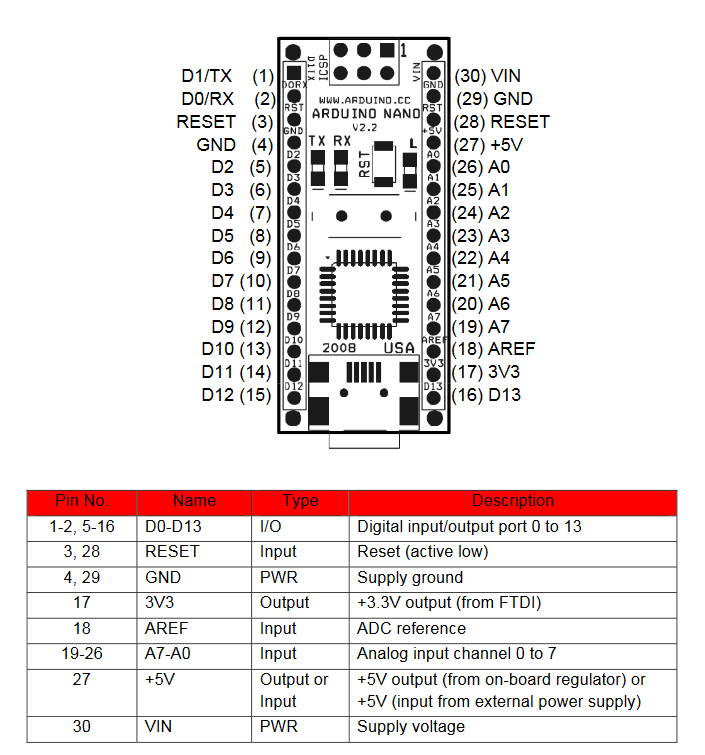 D1/TX (1)
D0/RX (2)
RESET (3)
GND (4)
D2 (5)
D3 (6)
D4 (7)
D5 (8)
D6 (9)
D7 (10)
D8 (11)
D9 (12)
D10 (13)
D11 (14)
D12 (15)
1
ICSP
D1TX
VIN
D0RX
GND
RST
WWW.ARDUINO.CC
RST
ARDUINO NANO
GND
V2.2
+5V
TX RX
L
RST
D2
A0
D3
A1
D4
A2
D5
A3
D6
A4
D7
A5
D8
A6
D9
A7
D10
AREF
2008
USA
D11
3V3
D12
D13
(30) VIN
(29) GND
(28) RESET
(27) +5V
(26) A0
(25) A1
(24) A2
(23) A3
(22) A4
(21) A5
(20) A6
(19) A7
(18) AREF
(17) 3V3
(16) D13
Pin No. Name Type Description
1-2, 5-16 D0-D13 I/O Digital input/output port 0 to 13
3, 28 RESET Input Reset (active low)
4, 29 GND PWR Supply ground
17 3V3 Output +3.3V output (from FTDI)
18 AREF Input ADC reference
19-26 A7-A0 Input Analog input channel 0 to 7
27 +5V Output or +5V output (from on-board regulator) or
Input +5V (input from external power supply)
30 VIN PWR Supply voltage